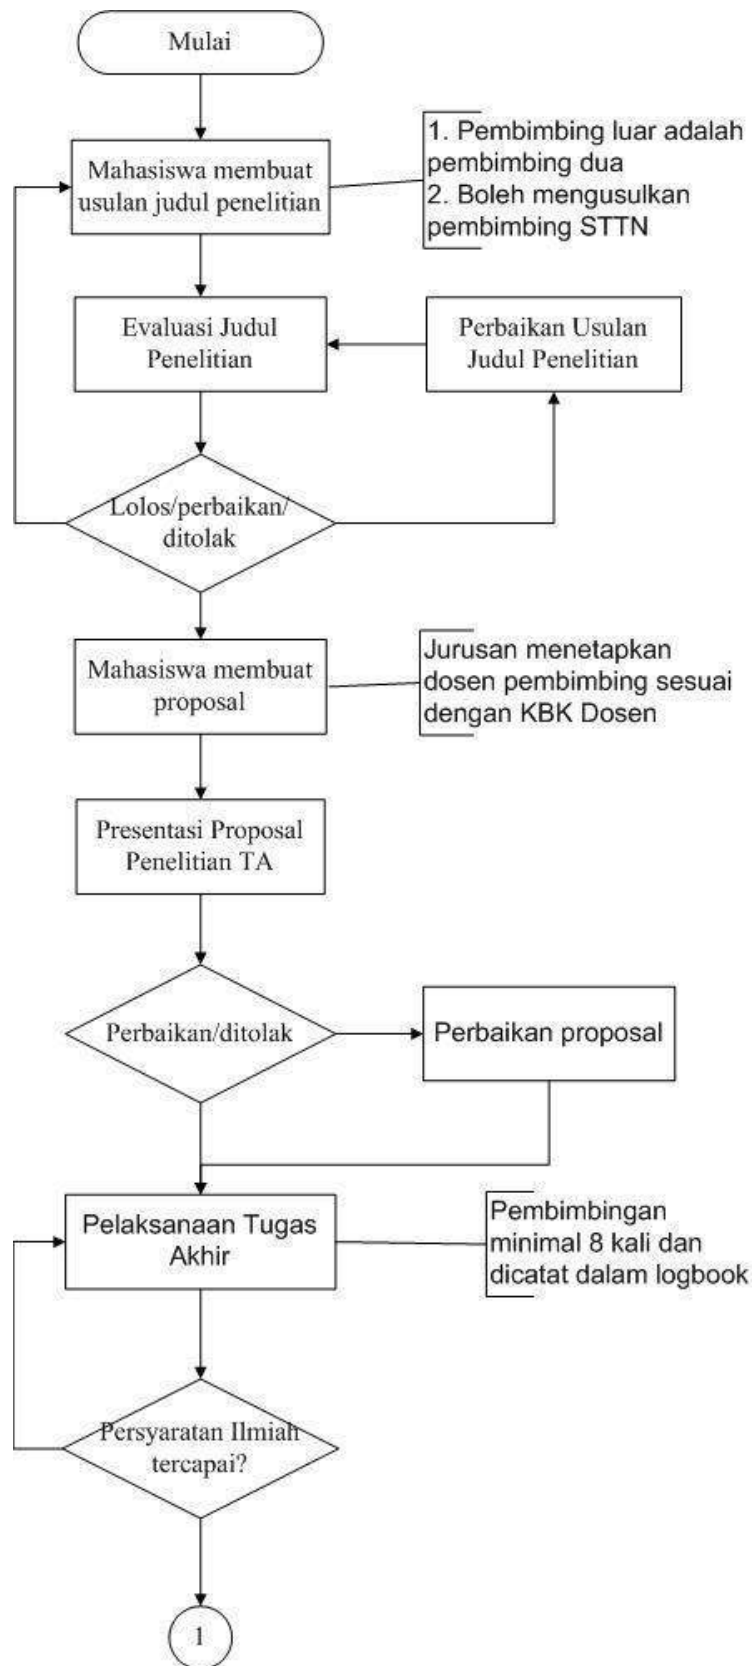 Mulai
Mahasiswa membuat
usulan judul penelitian
1. Pembimbing luar adalah
pembimbing dua
2. Boleh mengusulkan
pembimbing STTN
Evaluasi Judul
Penelitian
Perbaikan Usulan
Judul Penelitian
Lolos/perbaikan/
ditolak
Mahasiswa membuat
proposal
Jurusan menetapkan
dosen pembimbing sesuai
dengan KBK Dosen
Presentasi Proposal
Penelitian TA
Perbaikan/ditolak
Perbaikan proposal
Pelaksanaan Tugas
Akhir
Pembimbingan
minimal 8 kali dan
dicatat dalam logbook
Persyaratan Ilmiah
tercapai?
1